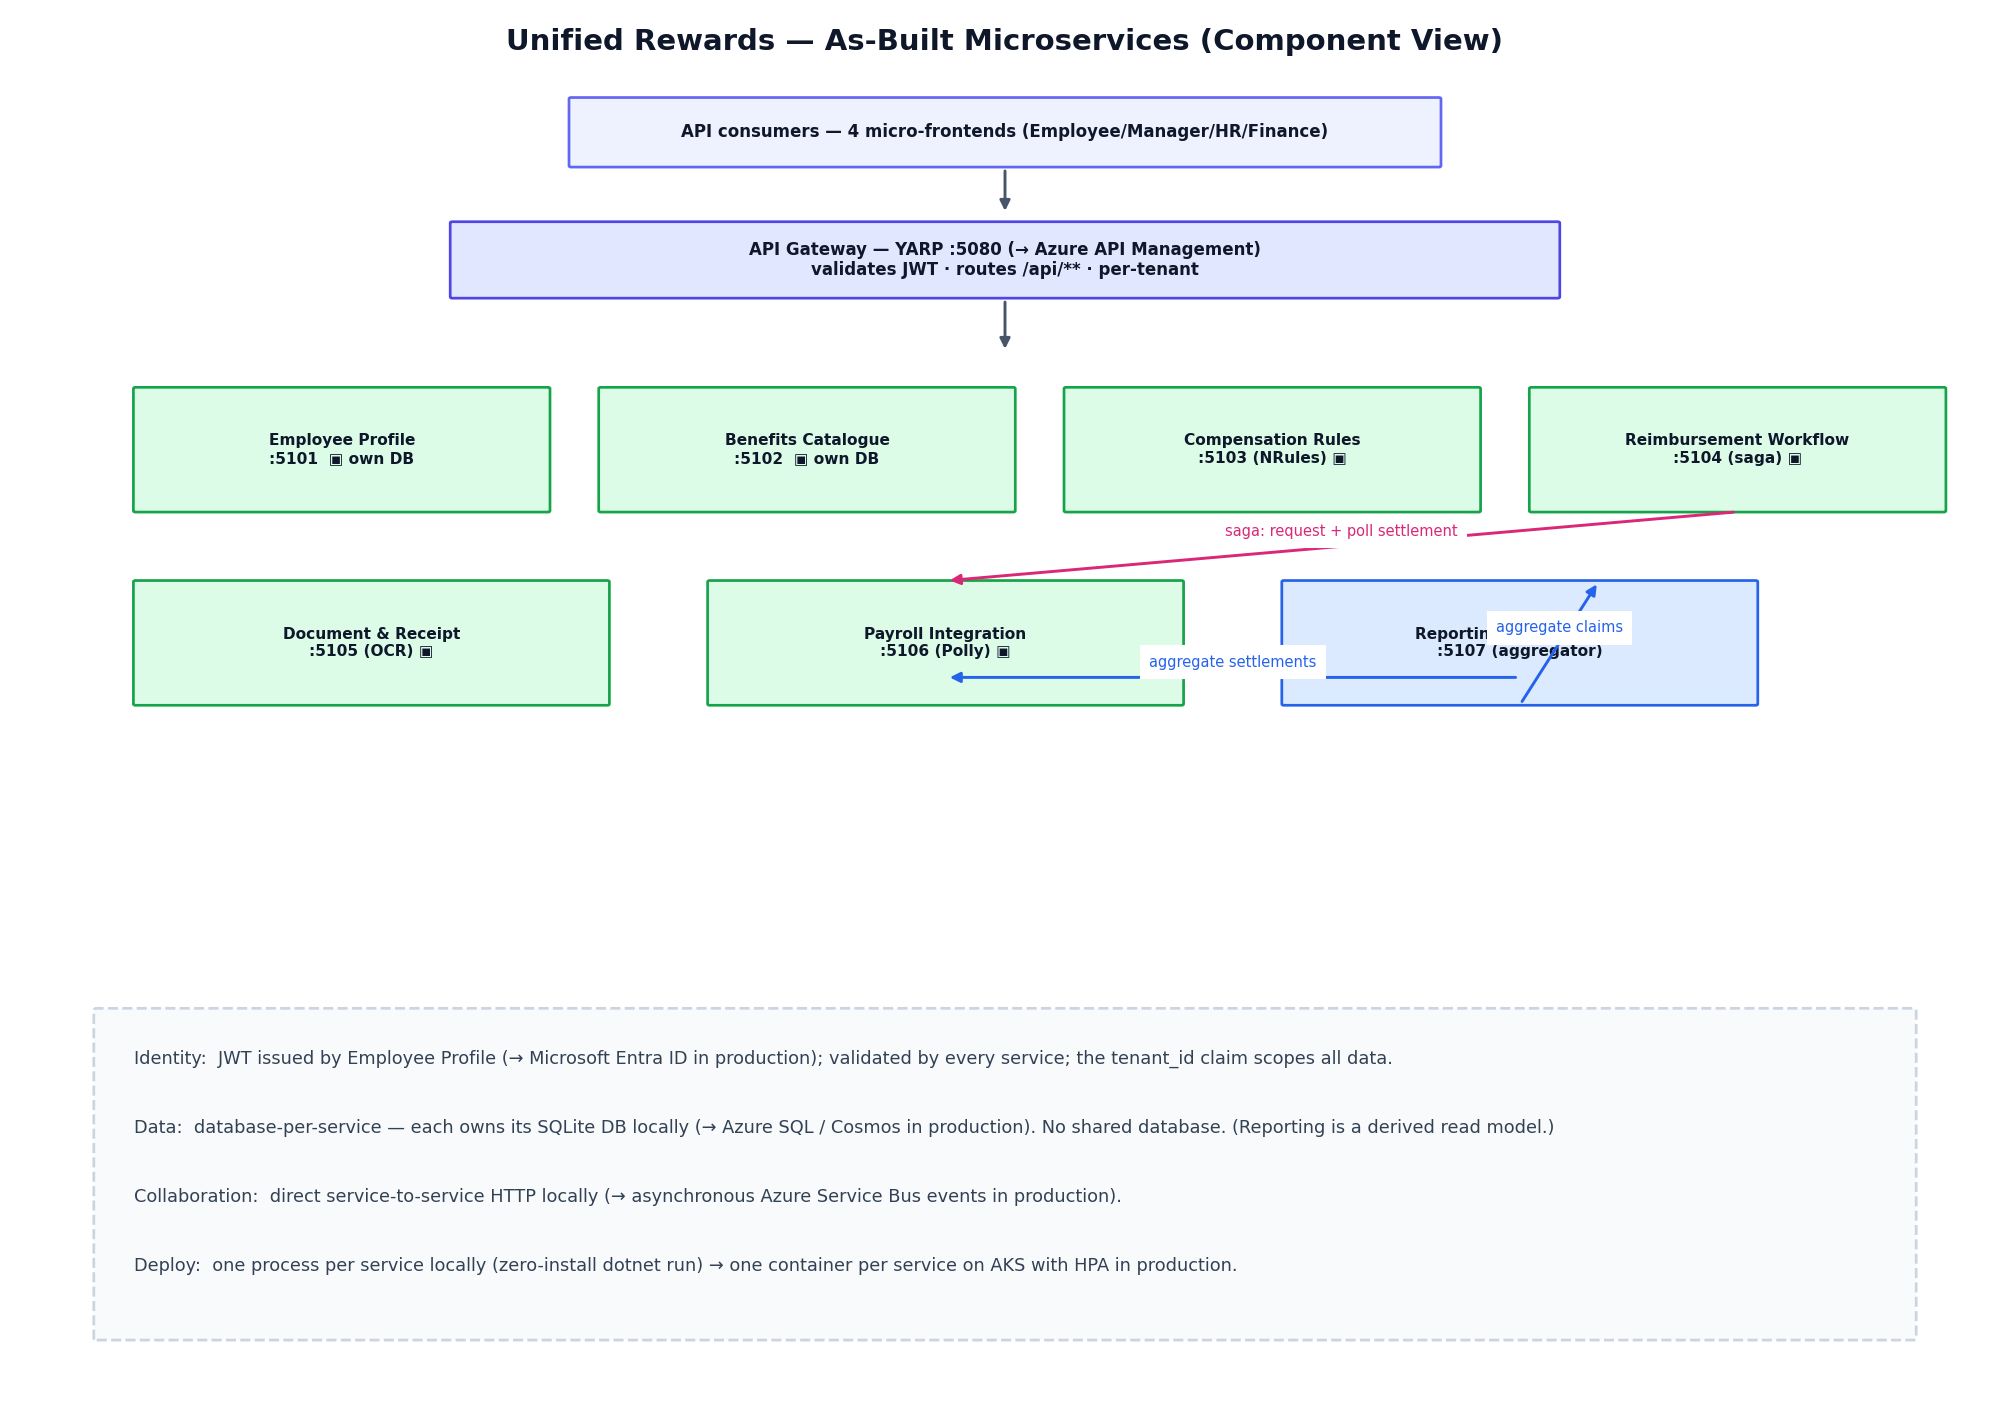 Unified Rewards — As-Built Microservices (Component View)
API consumers — 4 micro-frontends (Employee/Manager/HR/Finance)
API Gateway — YARP :5080 (→ Azure API Management)
validates JWT · routes /api/** · per-tenant
Employee Profile
:5101 ▣ own DB
Benefits Catalogue
:5102 ▣ own DB
Compensation Rules
:5103 (NRules) ▣
Reimbursement Workflow
:5104 (saga) ▣
saga: request + poll settlement
Document & Receipt
:5105 (OCR) ▣
Payroll Integration
:5106 (Polly) ▣
aggregate settlements
:5107 (aggregator)
aggregate claims
Identity: JWT issued by Employee Profile (→ Microsoft Entra ID in production); validated by every service; the tenant_id claim scopes all data.
Data: database-per-service — each owns its SQLite DB locally (→ Azure SQL / Cosmos in production). No shared database. (Reporting is a derived read model.)
Collaboration: direct service-to-service HTTP locally (→ asynchronous Azure Service Bus events in production).
Deploy: one process per service locally (zero-install dotnet run) → one container per service on AKS with HPA in production.